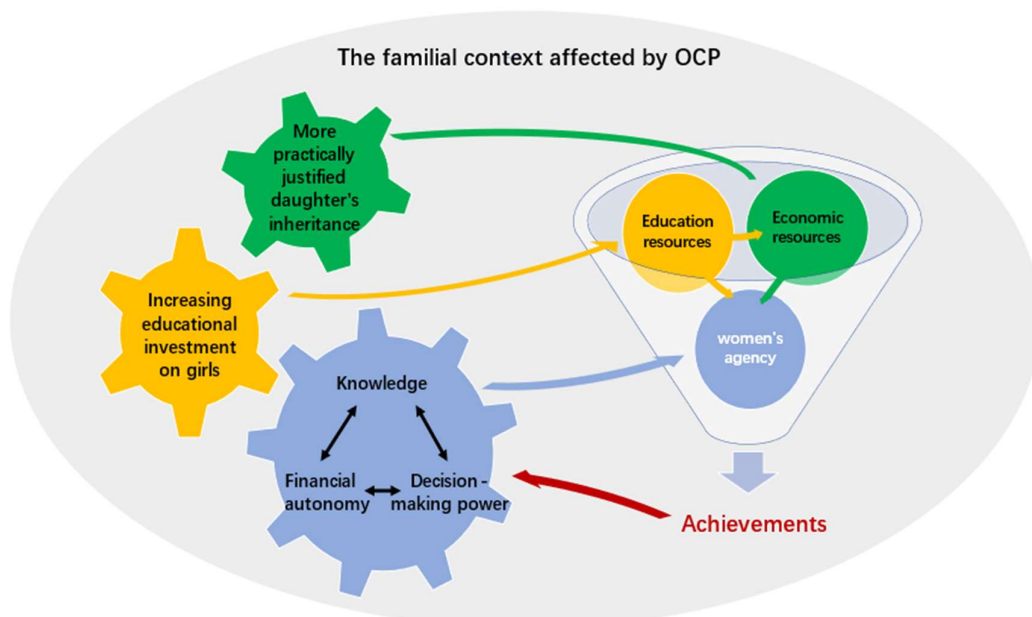 The familial context affected by OCP
More
practically
justified
daughter's
inheritance
Education
resources
Economic
resources
Increasing
educational
investment
on girls
women's
agency
Knowledge
Financial
autonomy
Decision -
making power
Achievements